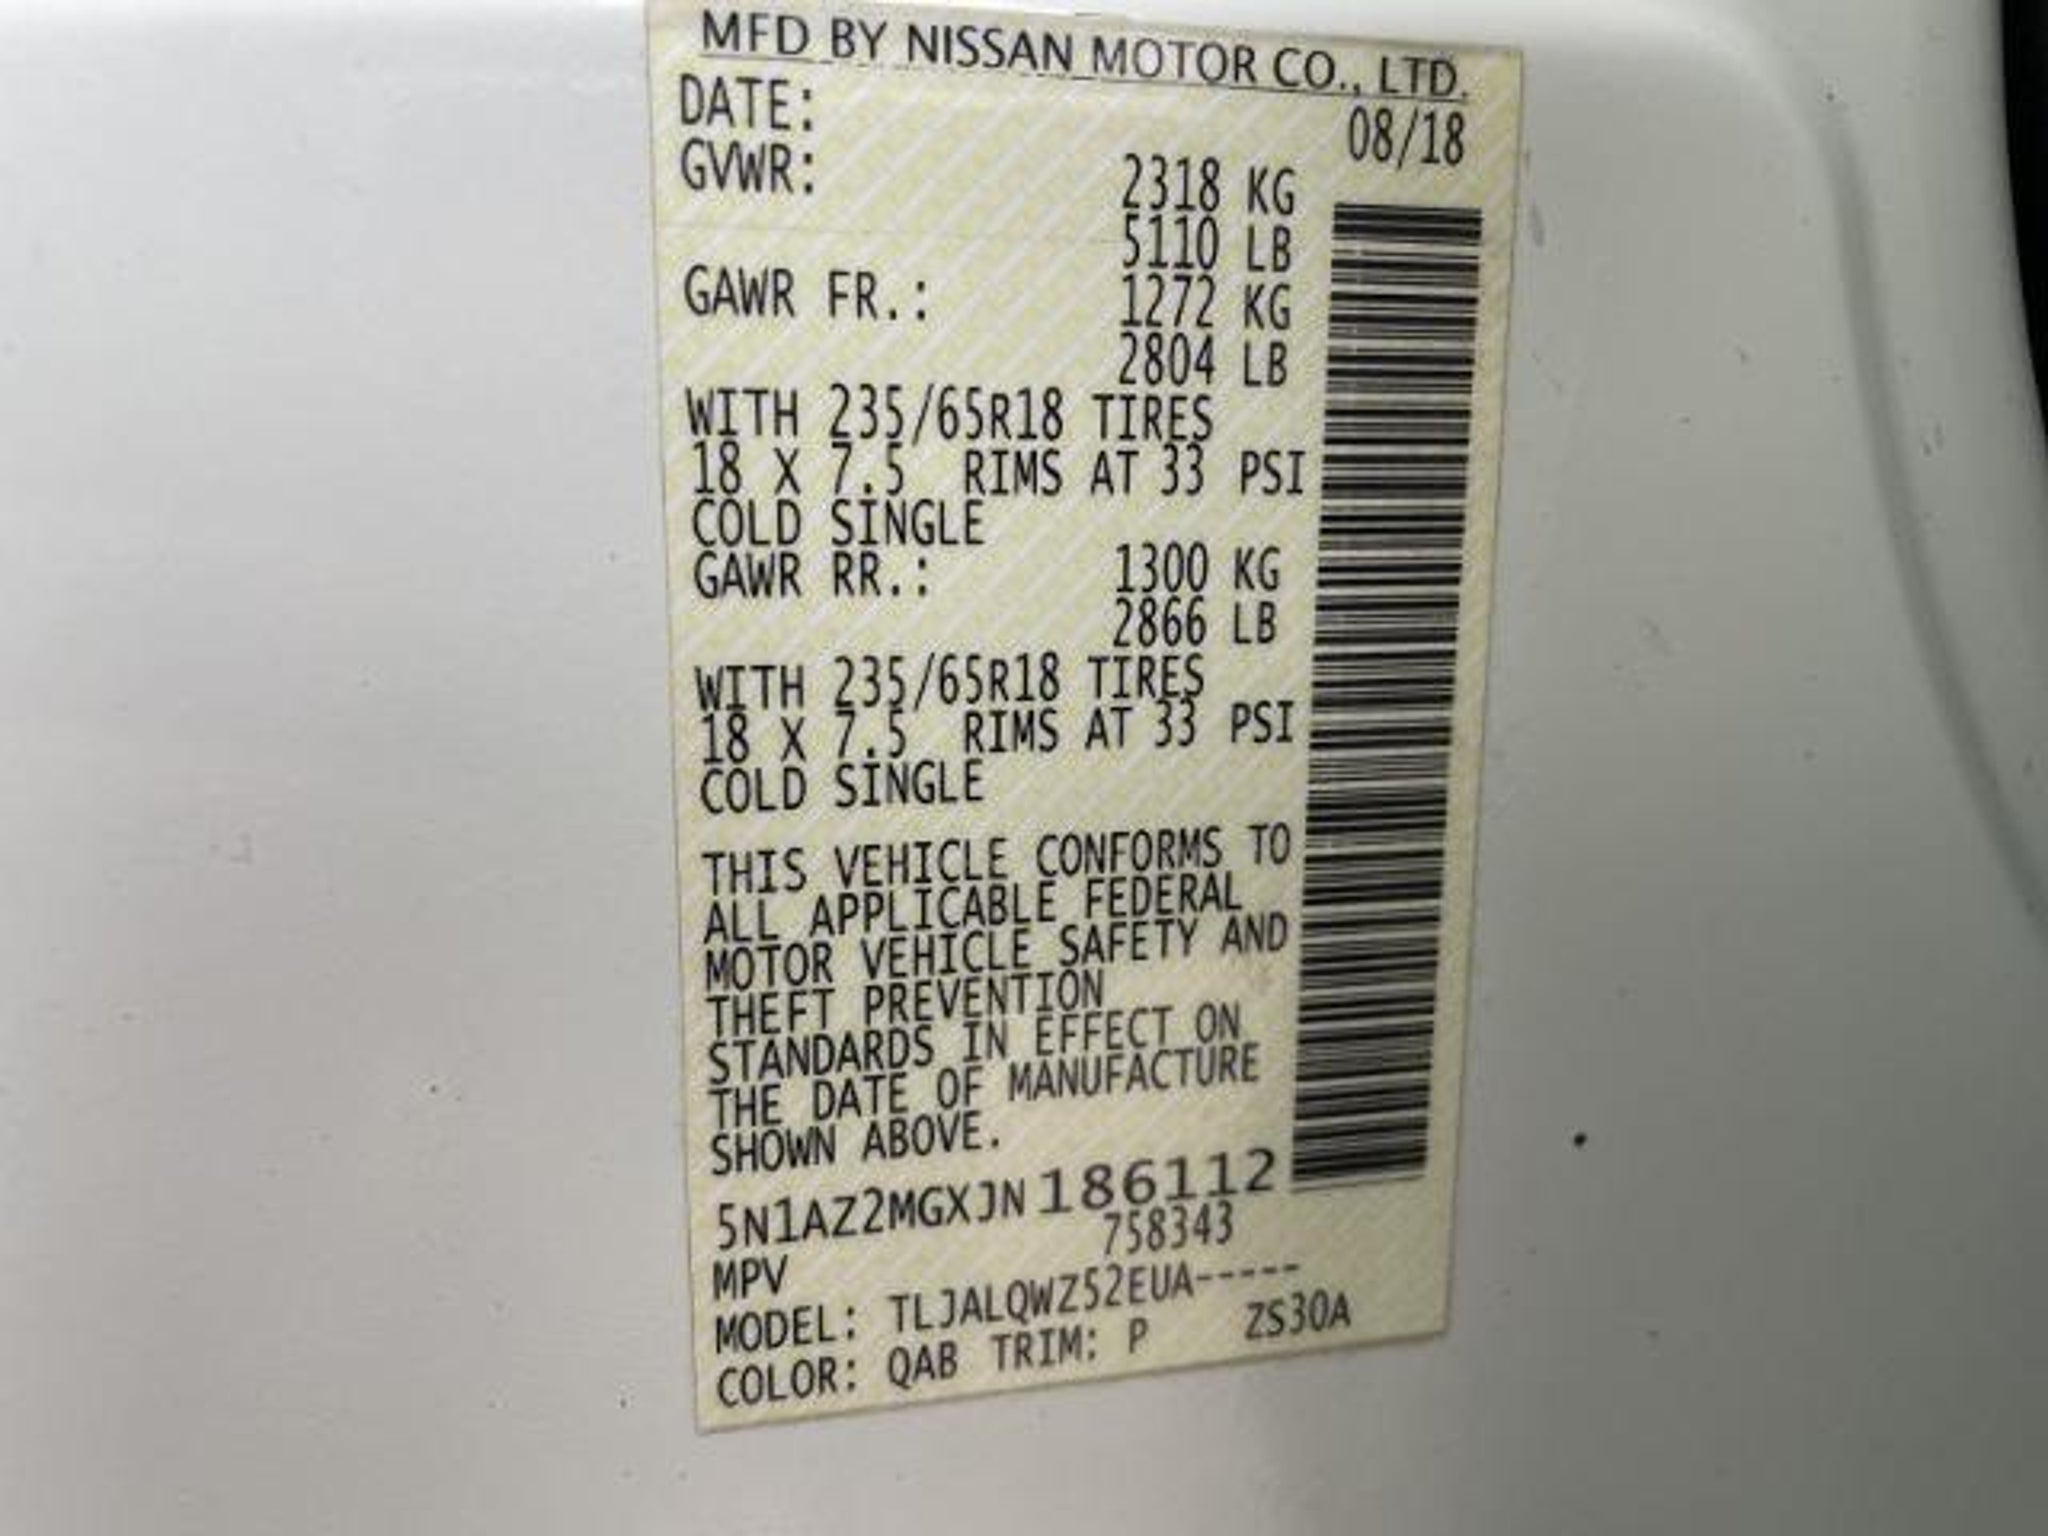 MFD BY NISSAN MOTOR CO., LTD.
DATE: 08/18
GVWR: 2318 KG
5110 LB
GAWR FR.: 1272 KG
2804 LB
WITH 235/65R18 TIRES
18 X 7.5 RIMS AT 33 PSI
COLD SINGLE
GAWR RR.: 1300 KG
2866 LB
WITH 235/65R18 TIRES
18 X 7.5 RIMS AT 33 PSI
COLD SINGLE
THIS VEHICLE CONFORMS TO
ALL APPLICABLE FEDERAL
MOTOR VEHICLE SAFETY AND
THEFT PREVENTION
STANDARDS IN EFFECT ON
THE DATE OF MANUFACTURE
SHOWN ABOVE.
5N1AZ2MGXJN186112
758343
MPV
MODEL: TLJALQWZ52EUA-----
COLOR: QAB TRIM: P ZS30A